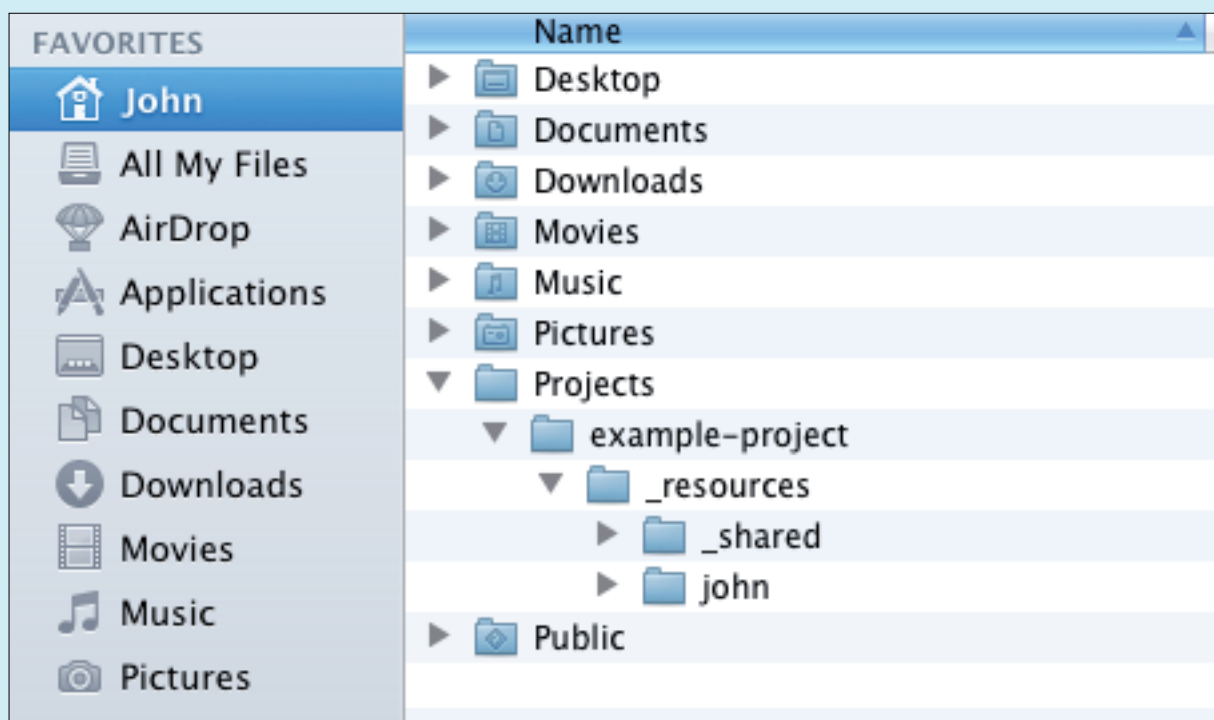 FAVORITES
John
All My Files
AirDrop
Applications
Desktop
Documents
Downloads
Movies
Music
Pictures
Name
Desktop
Documents
Downloads
Movies
Music
Pictures
Projects
example-project
_resources
_shared
john
Public